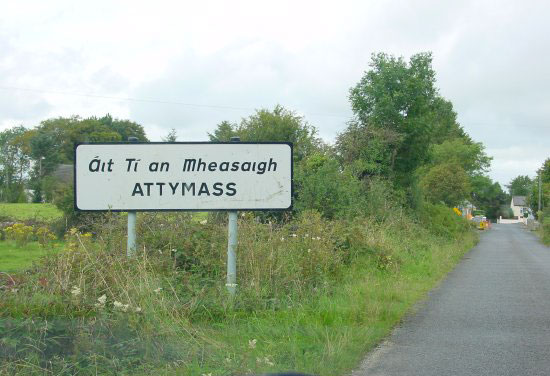 Áit Tí an Mheasaigh
ATTYMASS